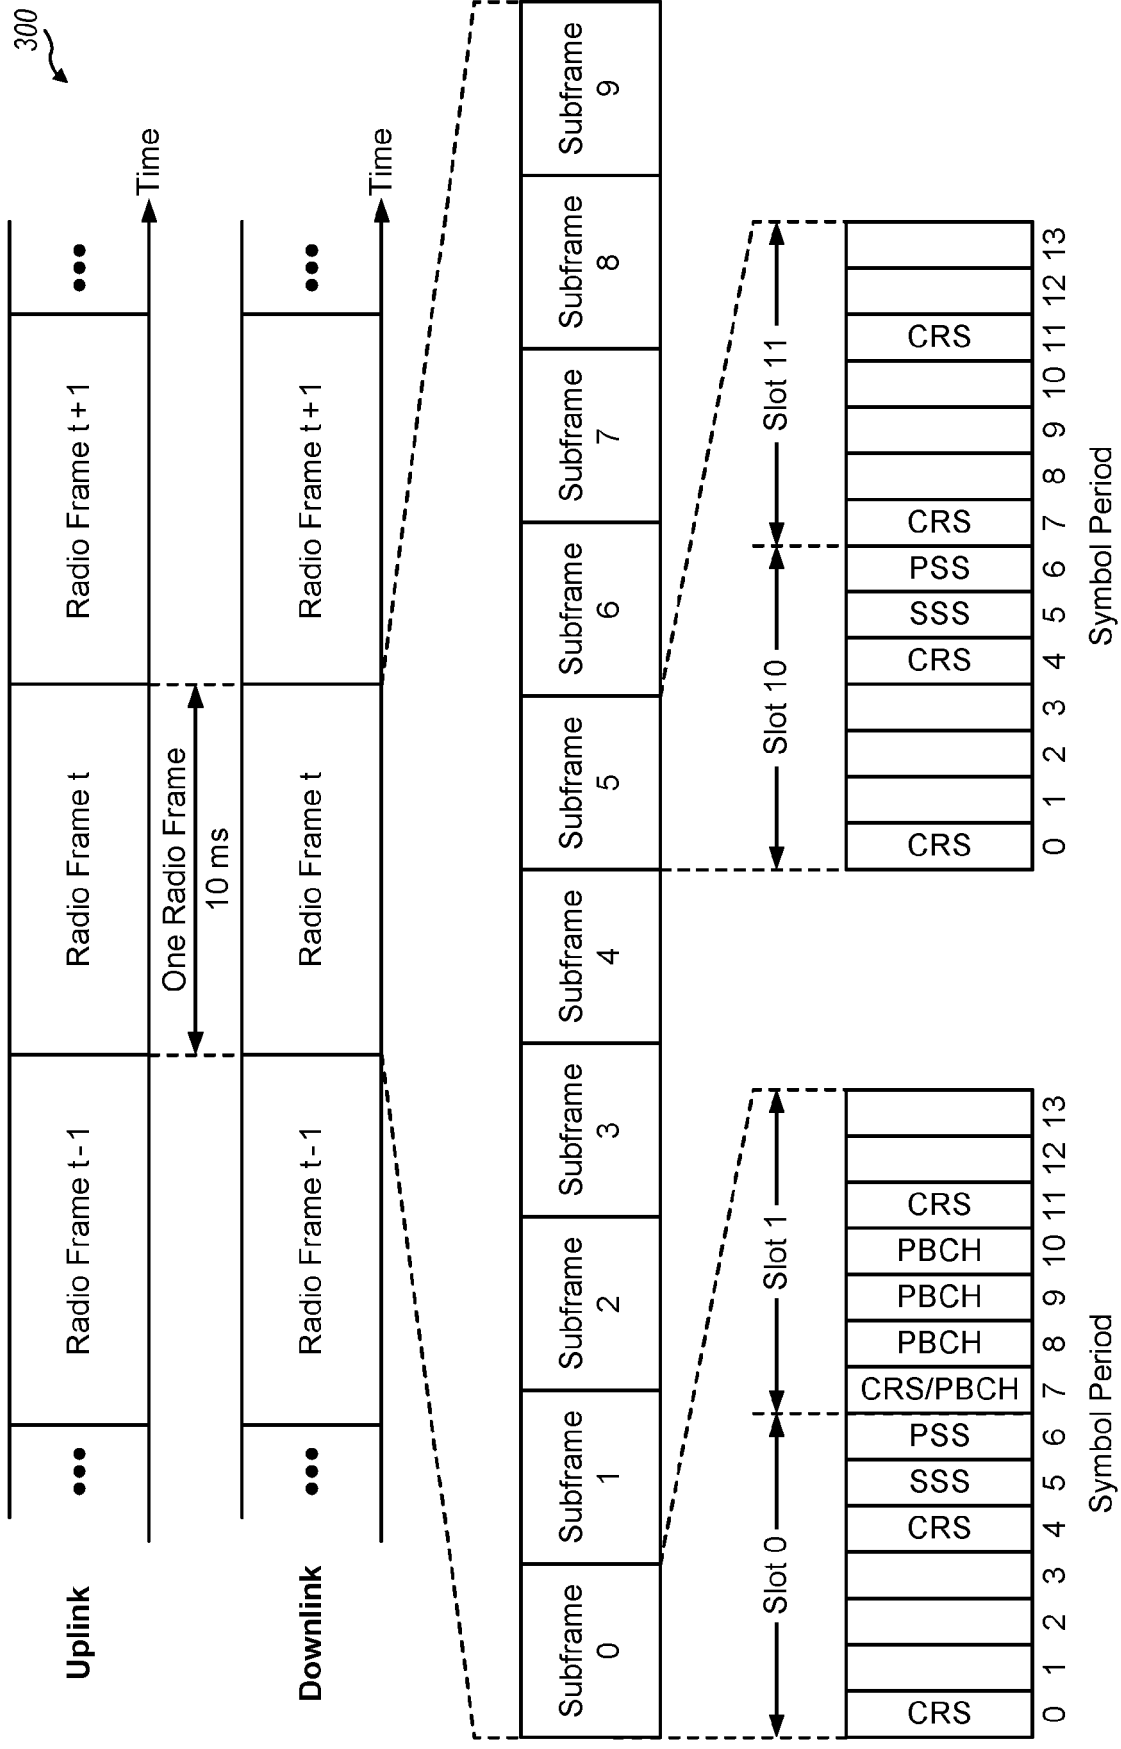 300
Uplink
Radio Frame t-1
Radio Frame t
Radio Frame t+1
Time
One Radio Frame
10 ms
Downlink
Radio Frame t-1
Radio Frame t
Radio Frame t+1
Time
Subframe 0
Subframe 1
Subframe 2
Subframe 3
Subframe 4
Subframe 5
Subframe 6
Subframe 7
Subframe 8
Subframe 9
Slot 0
Slot 1
CRS
CRS
SSS
PSS
CRS/PBCH
PBCH
PBCH
PBCH
CRS
0 1 2 3 4 5 6 7 8 9 10 11 12 13
Symbol Period
Slot 10
Slot 11
CRS
CRS
SSS
PSS
CRS
CRS
0 1 2 3 4 5 6 7 8 9 10 11 12 13
Symbol Period